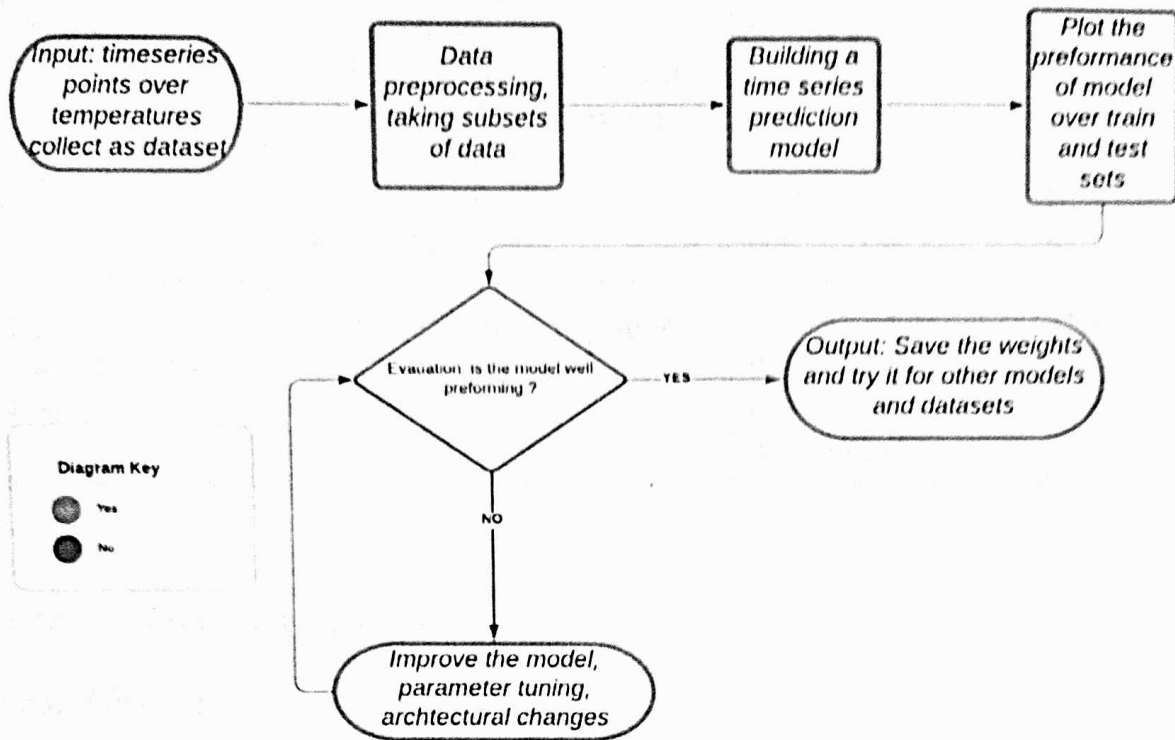 Input: timeseries
points over
temperatures
collect as dataset
Data
preprocessing,
taking subsets
of data
Building a
time series
prediction
model
Plot the
preformance
of model
over train
and test
sets
Evauation: is the model well
preforming ?
YES
Output: Save the weights
and try it for other models
and datasets
Diagram Key
Yes
No
NO
Improve the model,
parameter tuning,
archtectural changes